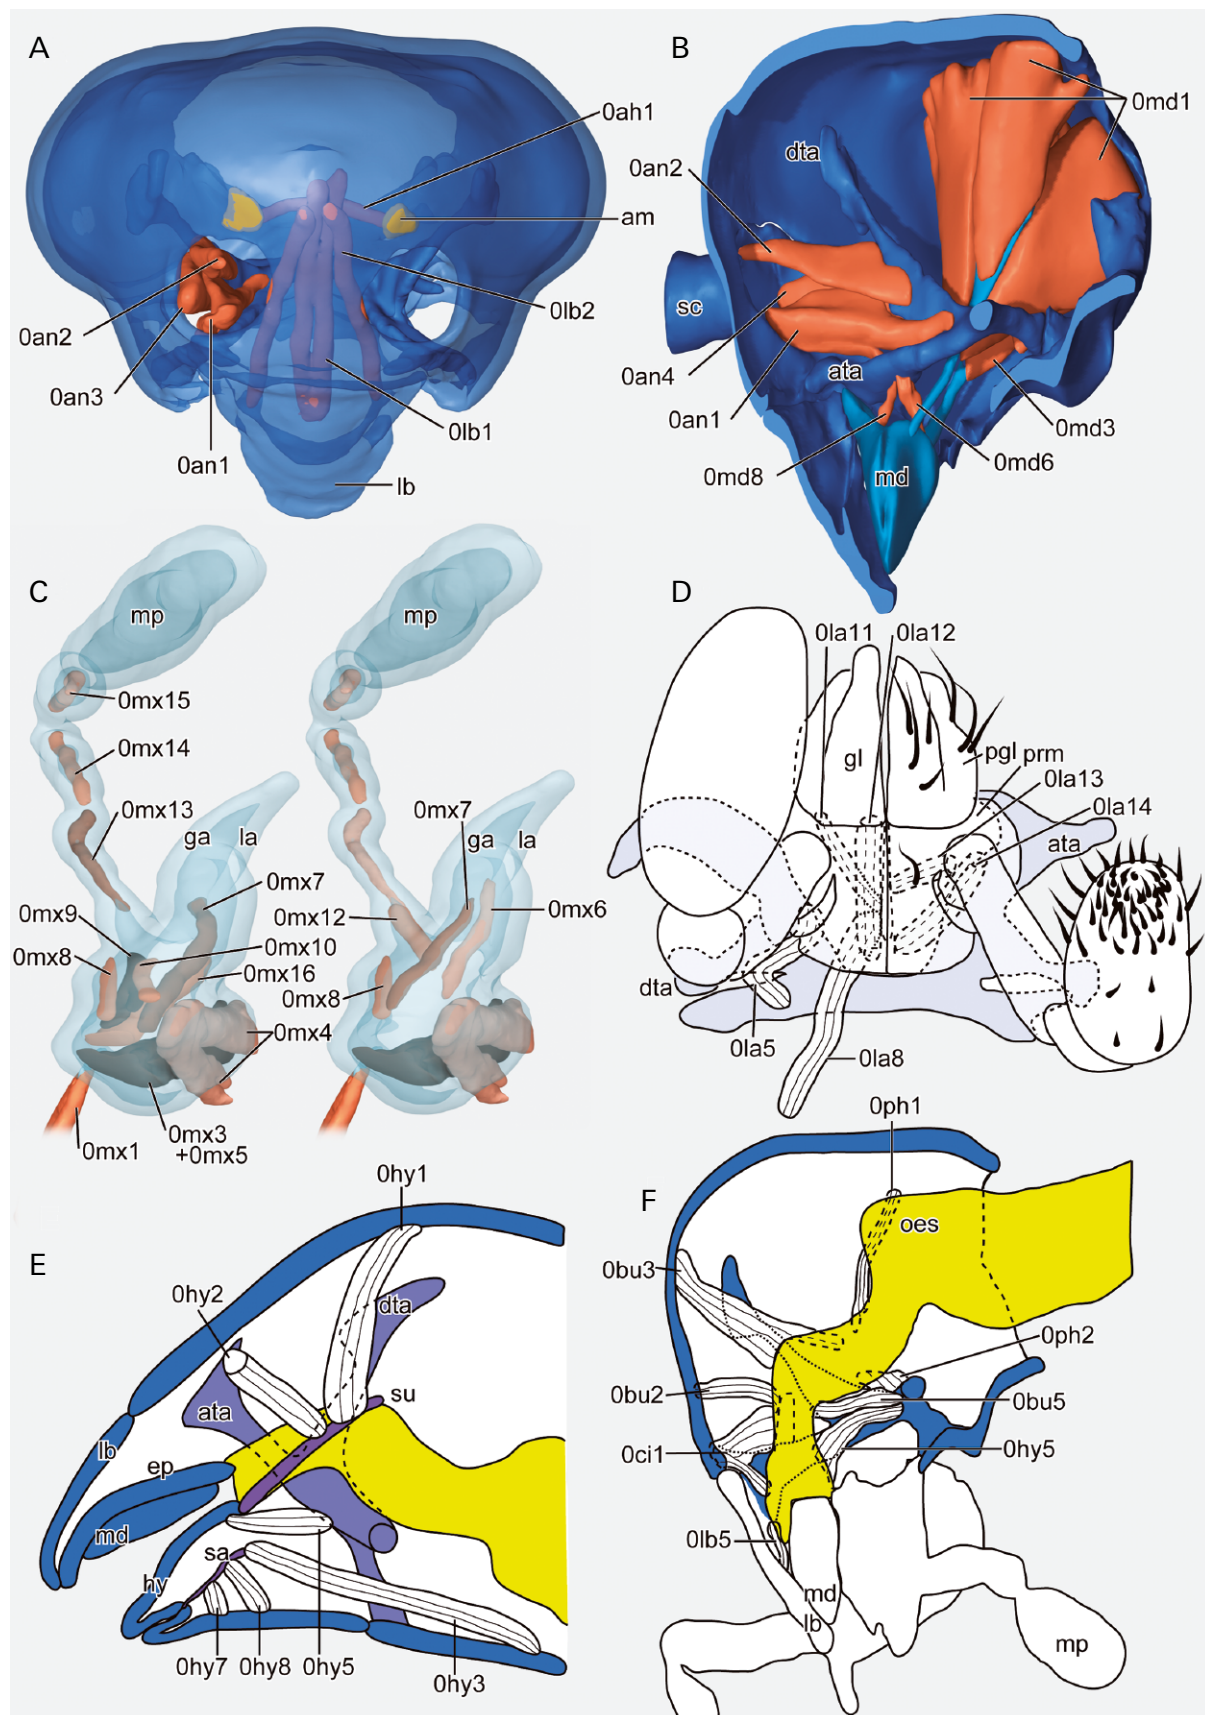 A
0ah1
am
0lb2
0an2
0an3
0lb1
0an1
lb
B
0md1
dta
0an2
sc
0an4
ata
0an1
0md3
0md8
0md6
md
C
mp
mp
0mx15
0mx14
0mx13
0mx7
ga
la
ga
la
0mx7
0mx9
0mx12
0mx6
0mx8
0mx10
0mx16
0mx8
0mx4
0mx1
0mx3
+0mx5
D
0la11
0la12
gl
pgl
prm
0la13
0la14
ata
dta
0la5
0la8
E
0hy1
0hy2
dta
su
ata
lb
ep
md
sa
hy
0hy7
0hy8
0hy5
0hy3
F
0ph1
oes
0bu3
0ph2
0bu2
0bu5
0ci1
0hy5
0lb5
md
lb
mp